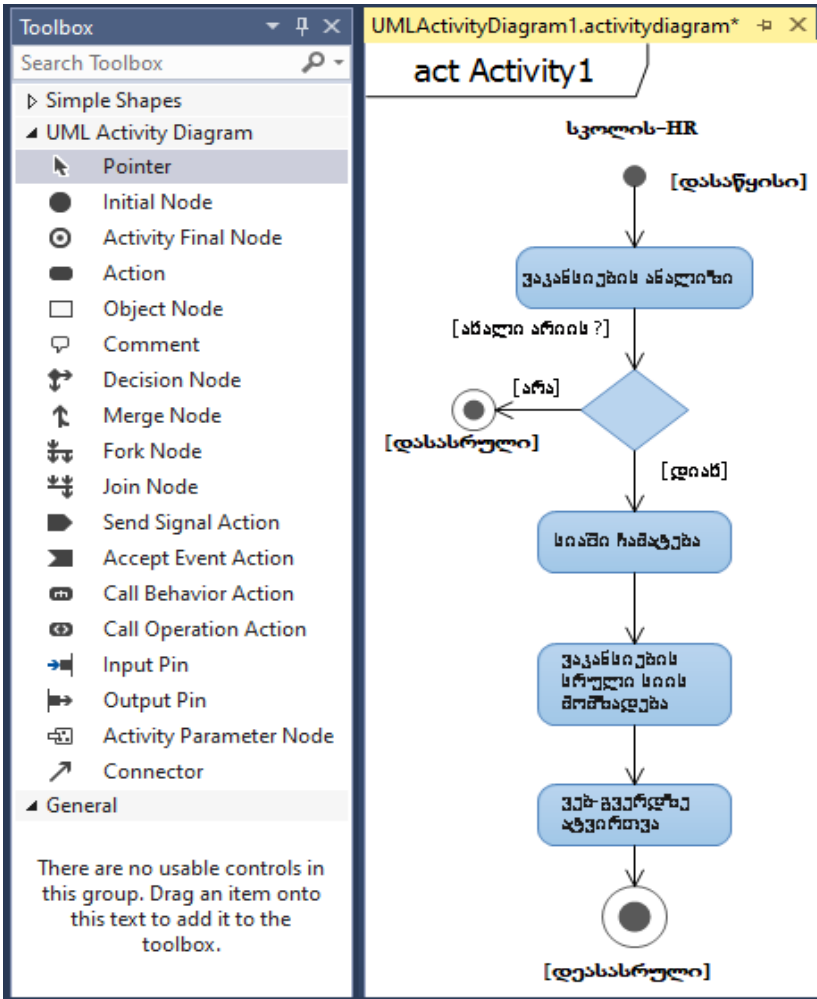 Toolbox
Search Toolbox
Simple Shapes
UML Activity Diagram
Pointer
Initial Node
Activity Final Node
Action
Object Node
Comment
Decision Node
Merge Node
Fork Node
Join Node
Send Signal Action
Accept Event Action
Call Behavior Action
Call Operation Action
Input Pin
Output Pin
Activity Parameter Node
Connector
General
There are no usable controls in
this group. Drag an item onto
this text to add it to the
toolbox.
UMLActivityDiagram1.activitydiagram*
act Activity1
სკოლის-HR
[დასაწყისი]
ვაკანსიების ანალიზი
[ახალი არიის ?]
[არა]
[დასასრული]
[დიახ]
სიაში ჩამატება
ვაკანსიების
სრული სიის
მომზადება
ვებ-გვერდზე
ატვირთვა
[დეასასრული]